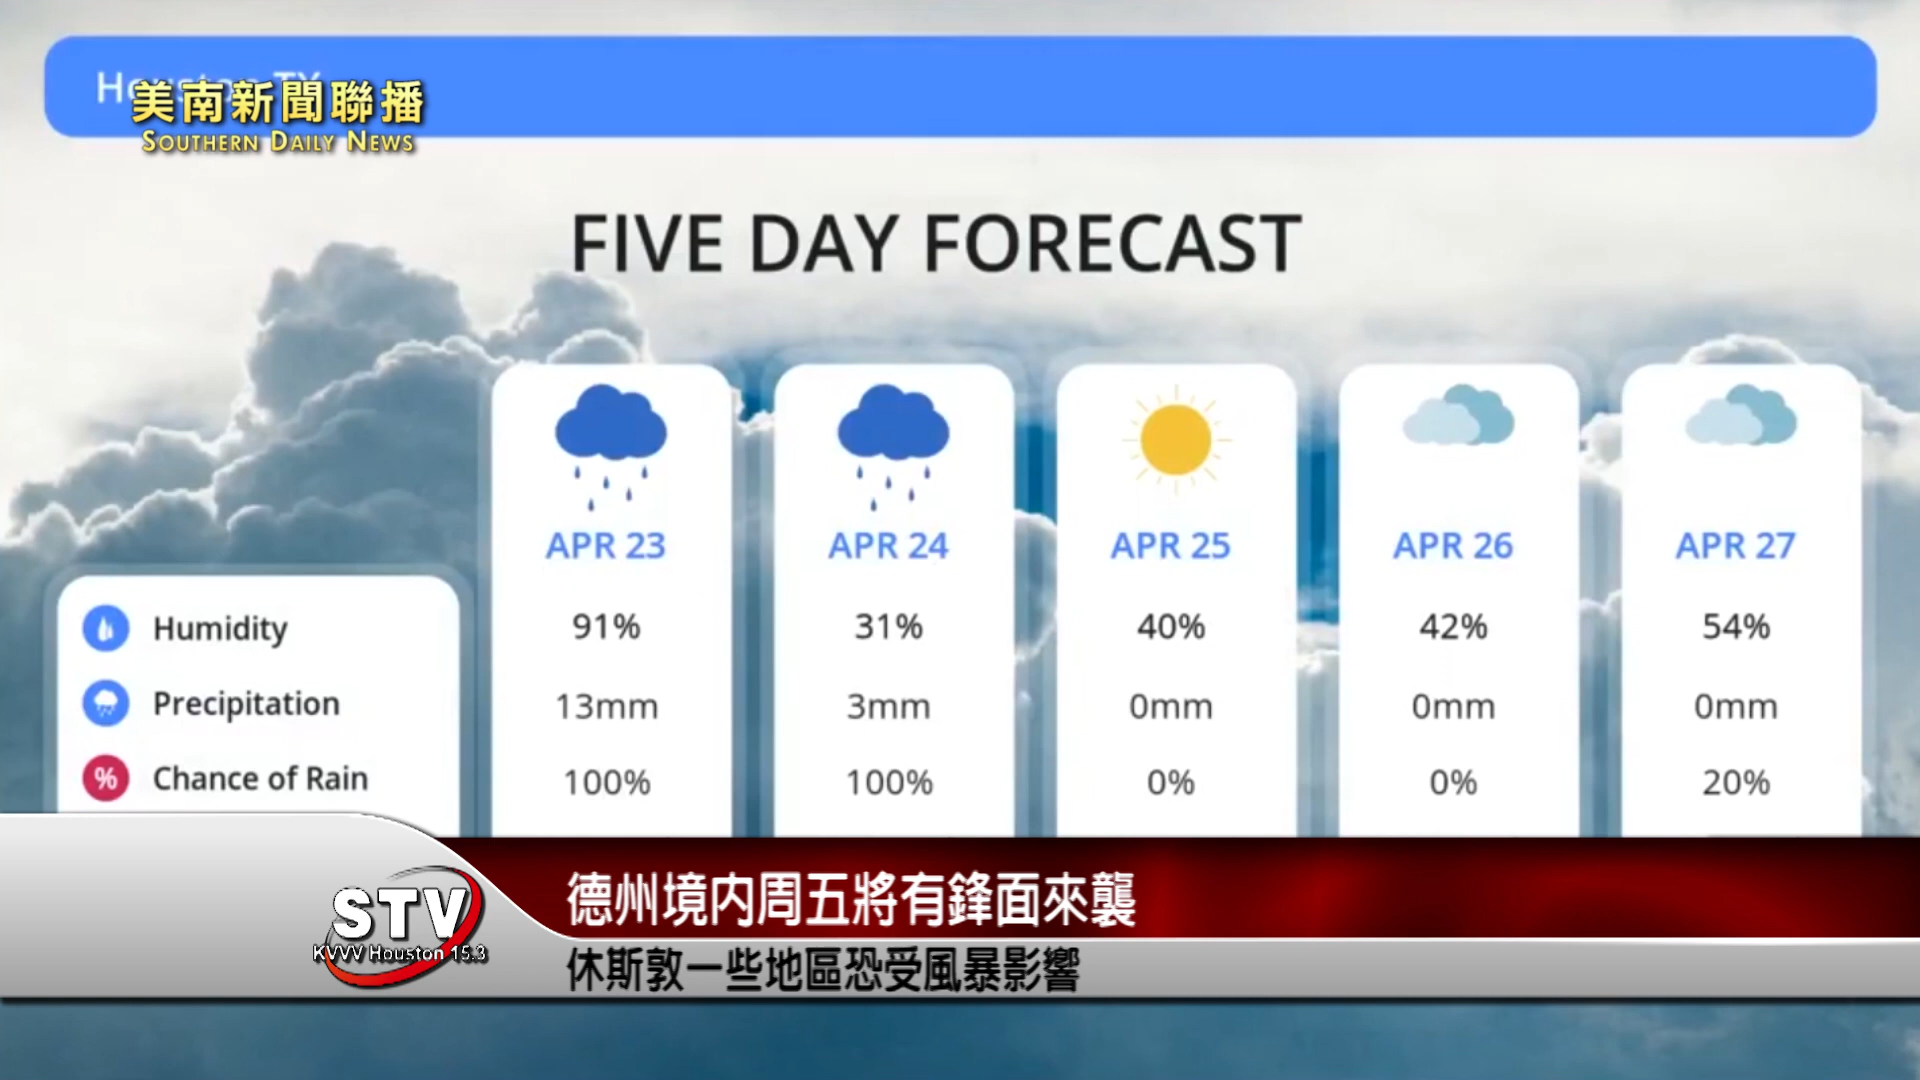 Houston TX
美南新聞聯播
SOUTHERN DAILY NEWS
FIVE DAY FORECAST
APR 23 APR 24 APR 25 APR 26 APR 27
Humidity 91% 31% 40% 42% 54%
Precipitation 13mm 3mm 0mm 0mm 0mm
% Chance of Rain 100% 100% 0% 0% 20%
德州境内周五將有鋒面來襲
STV
KVVV Houston 15.3
休斯敦一些地區恐受風暴影響